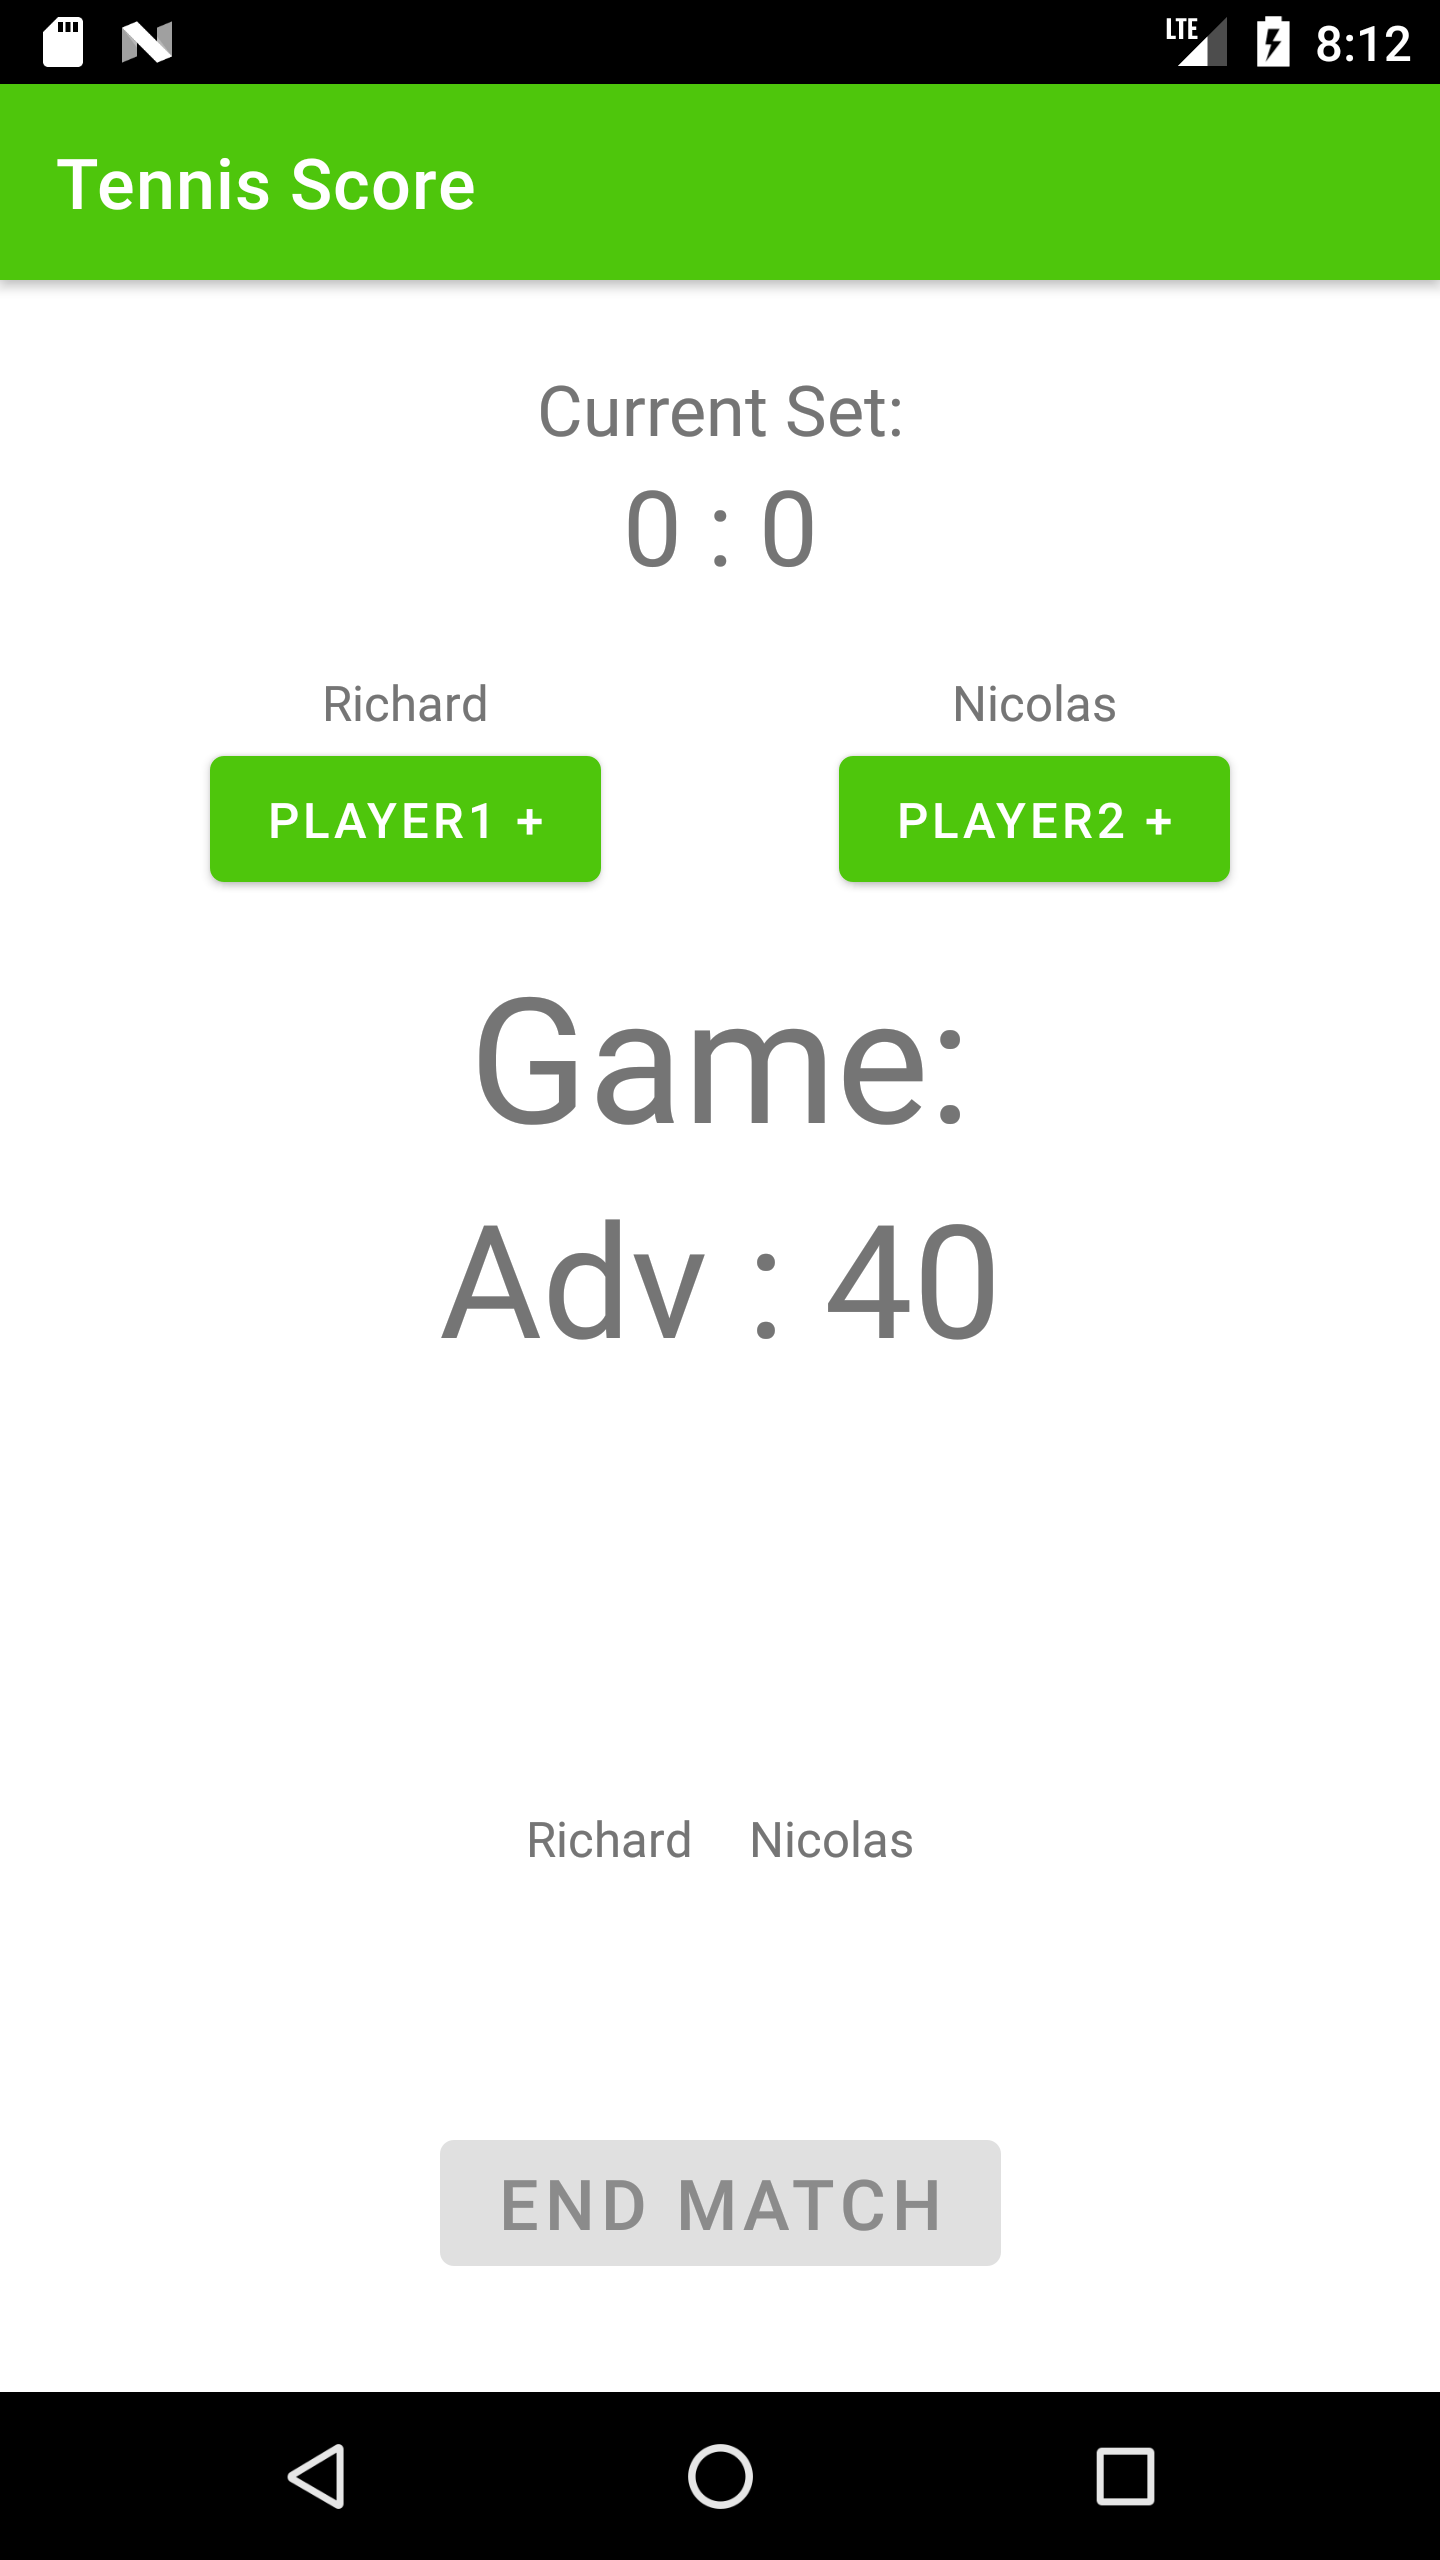 LTE 8:12
Tennis Score
Current Set:
0 : 0
Richard Nicolas
PLAYER1 + PLAYER2 +
Game:
Adv : 40
Richard Nicolas
END MATCH